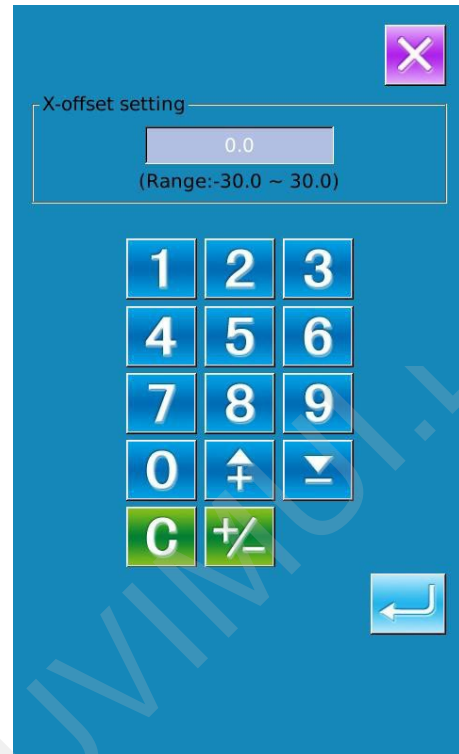 X-offset setting
0.0
(Range:-30.0 ~ 30.0)
1 2 3
4 5 6
7 8 9
0 + −
C +/−